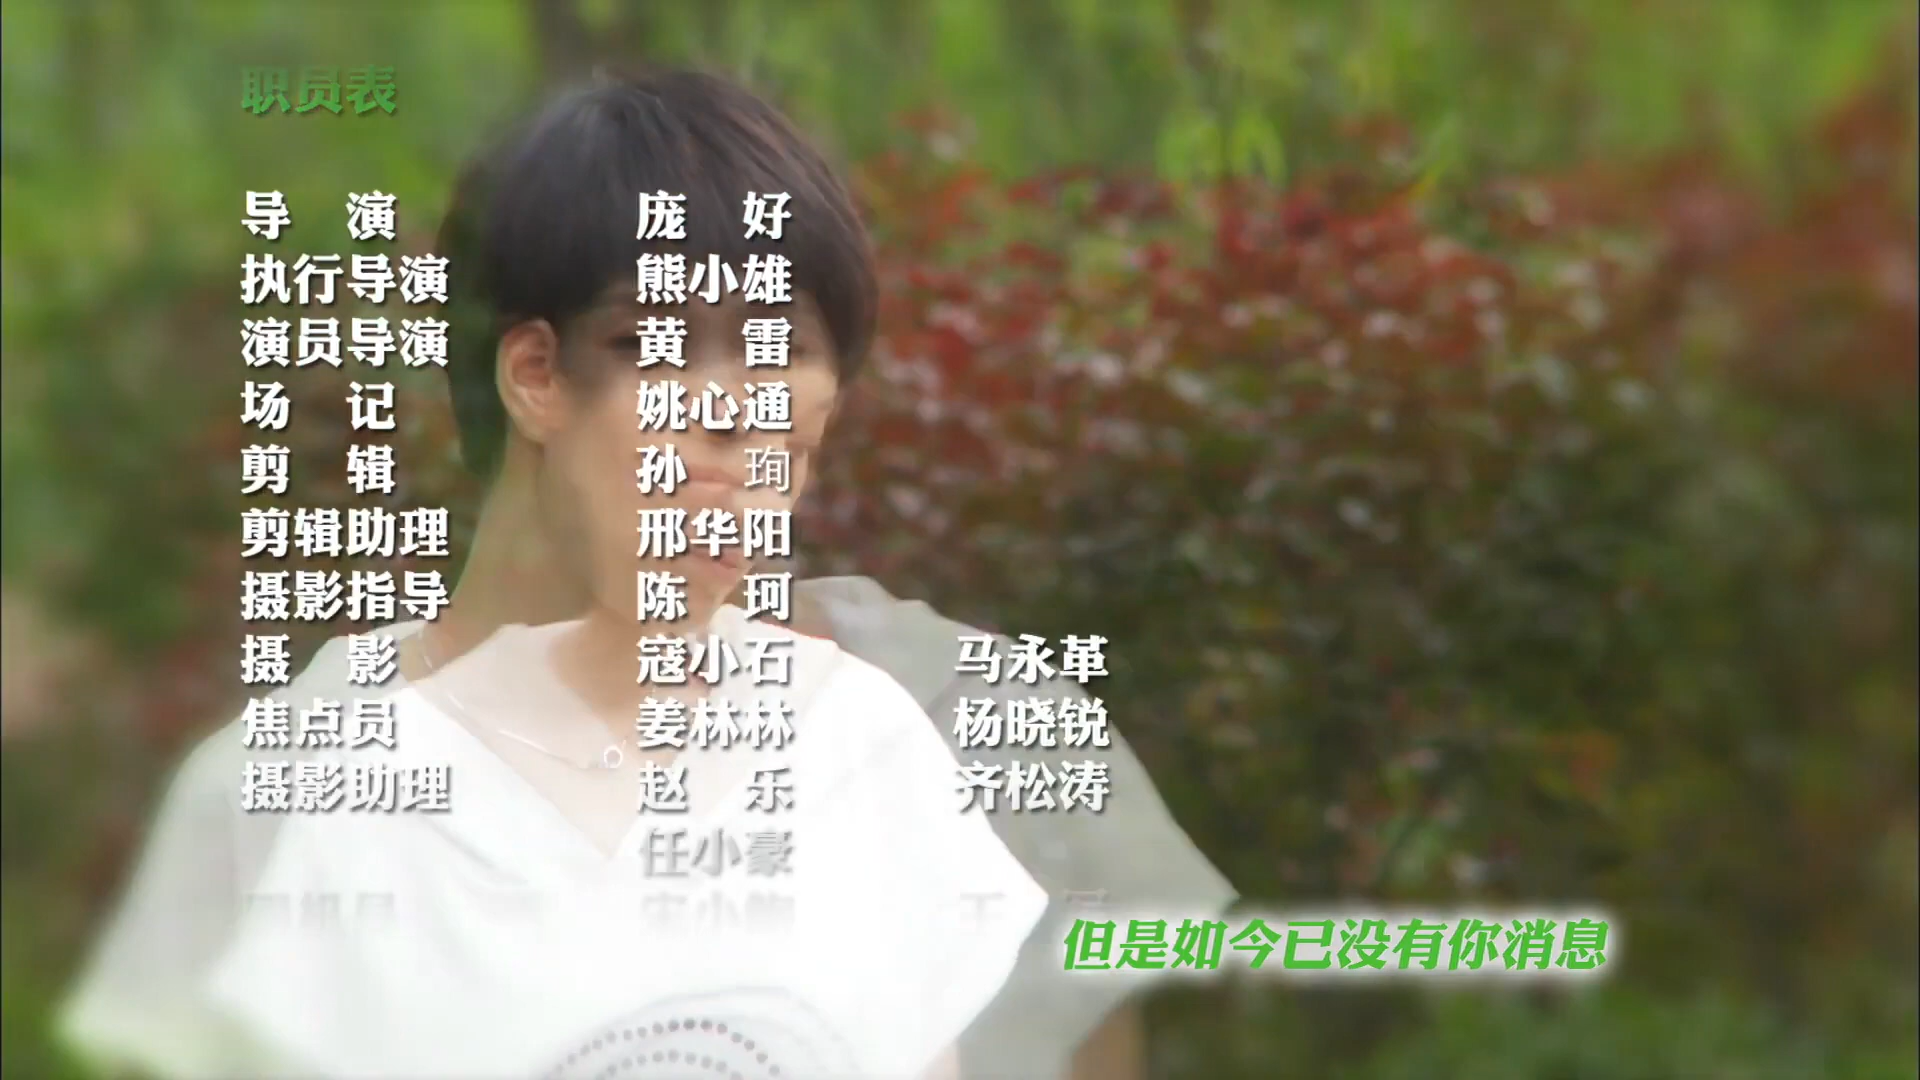 职员表
导 演 庞 好
执行导演 熊小雄
演员导演 黄 雷
场 记 姚心通
剪 辑 孙 珣
剪辑助理 邢华阳
摄影指导 陈 珂
摄 影 寇小石 马永革
焦点员 姜林林 杨晓锐
摄影助理 赵 乐 齐松涛
任小豪
但是如今已没有你消息